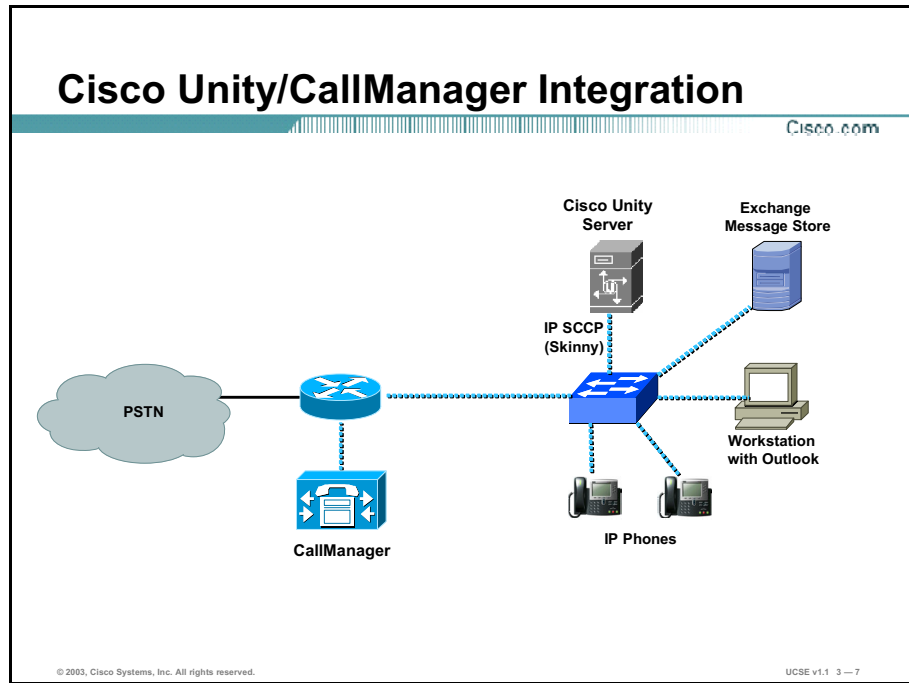 Cisco Unity/CallManager Integration
Cisco.com
Cisco Unity
Server
Exchange
Message Store
IP SCCP
(Skinny)
PSTN
Workstation
with Outlook
CallManager
IP Phones
© 2003, Cisco Systems, Inc. All rights reserved.
UCSE v1.1 3 — 7